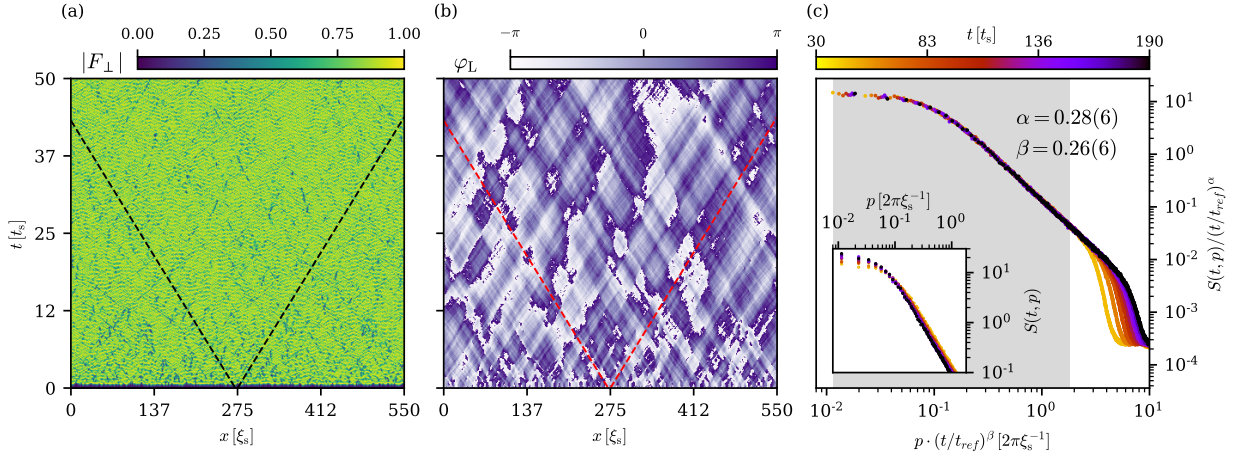 (a)
(b)
(c)
0.00 0.25 0.50 0.75 1.00
|F⊥|
−π 0 π
φL
t [ts]
30 83 136 190
50
37
25
12
0
t [ts]
0 137 275 412 550
x [ξs]
0 137 275 412 550
x [ξs]
α = 0.28(6)
β = 0.26(6)
p [2πξs⁻¹]
10⁻² 10⁻¹ 10⁰
10¹
10⁰
10⁻¹
S(t, p)
10¹
10⁰
10⁻¹
10⁻²
10⁻³
10⁻⁴
S(t, p)/(t/tref)^α
10⁻² 10⁻¹ 10⁰ 10¹
p · (t/tref)^β [2πξs⁻¹]